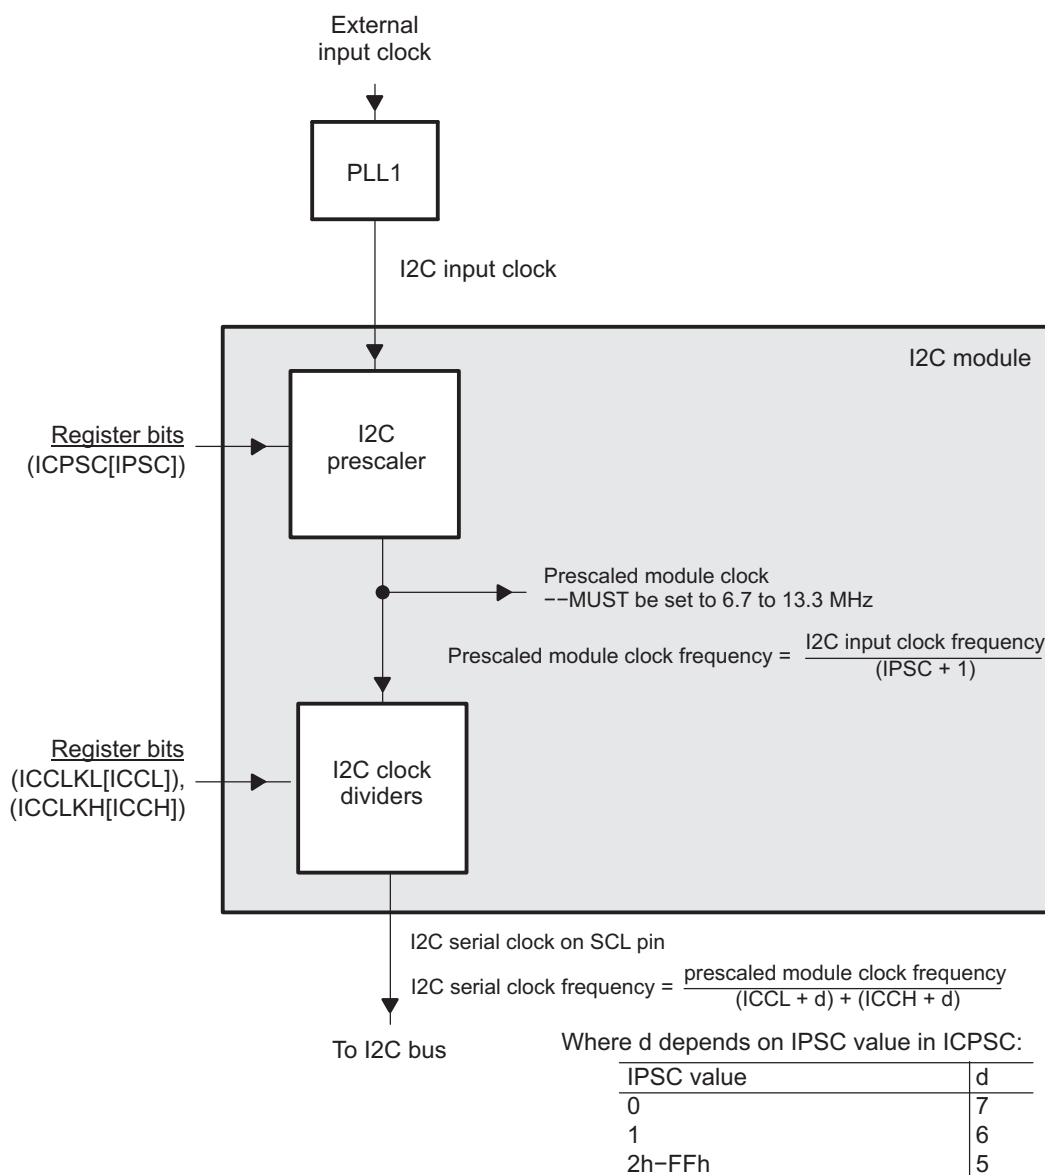 External
input clock
PLL1
I2C input clock
I2C module
I2C
prescaler
Register bits
(ICPSC[IPSC])
Prescaled module clock
−−MUST be set to 6.7 to 13.3 MHz
Prescaled module clock frequency = I2C input clock frequency
(IPSC + 1)
Register bits
(ICCLKL[ICCL]),
(ICCLKH[ICCH])
I2C clock
dividers
I2C serial clock on SCL pin
I2C serial clock frequency = prescaled module clock frequency
(ICCL + d) + (ICCH + d)
To I2C bus
Where d depends on IPSC value in ICPSC:
IPSC value d
0 7
1 6
2h−FFh 5